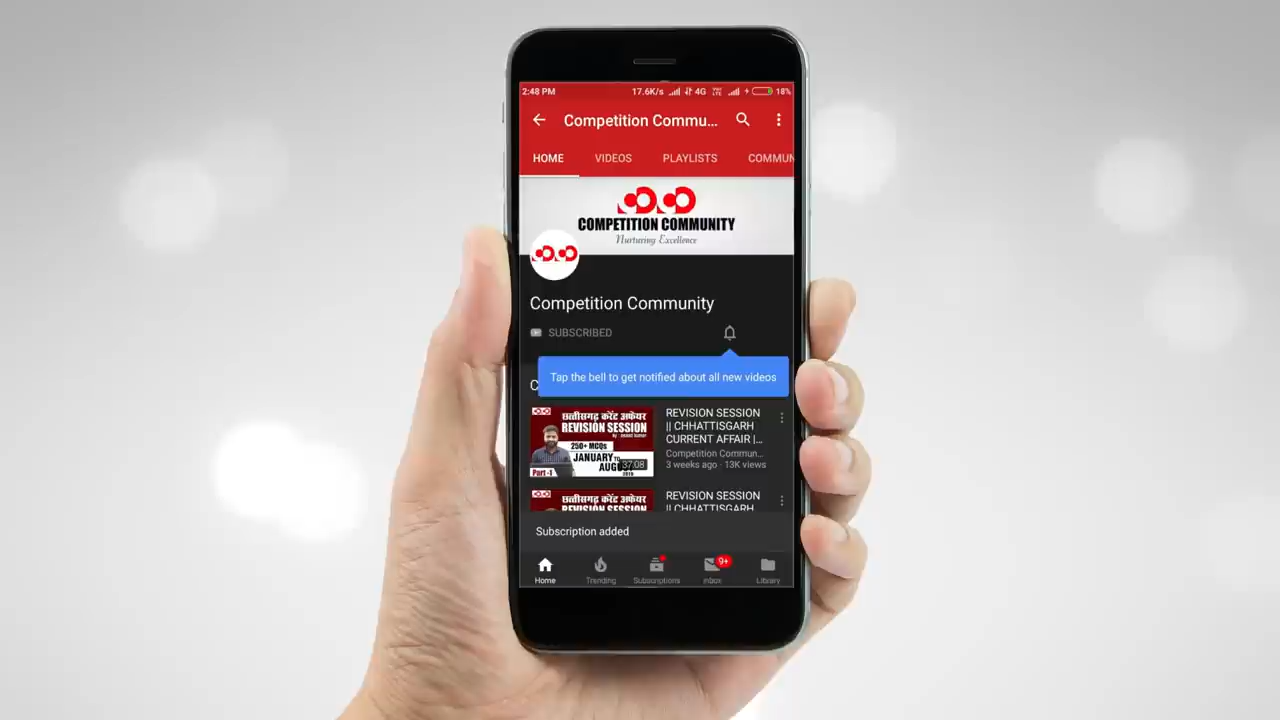 2:48 PM 17.6K/s 4G VoLTE 18%
Competition Commu...
HOME VIDEOS PLAYLISTS COMMUN
COMPETITION COMMUNITY
Nurturing Excellence
Competition Community
SUBSCRIBED
Tap the bell to get notified about all new videos
C
छत्तीसगढ़ करेंट अफेयर
REVISION SESSION
250+ MCQs
JANUARY TO
AUG
2019
Part -1
37:08
REVISION SESSION
|| CHHATTISGARH
CURRENT AFFAIR |...
Competition Commun...
3 weeks ago · 13K views
छत्तीसगढ़ करेंट अफेयर
REVISION SESSION
REVISION SESSION
|| CHHATTISGARH
Subscription added
9+
Home Trending Subscriptions Inbox Library